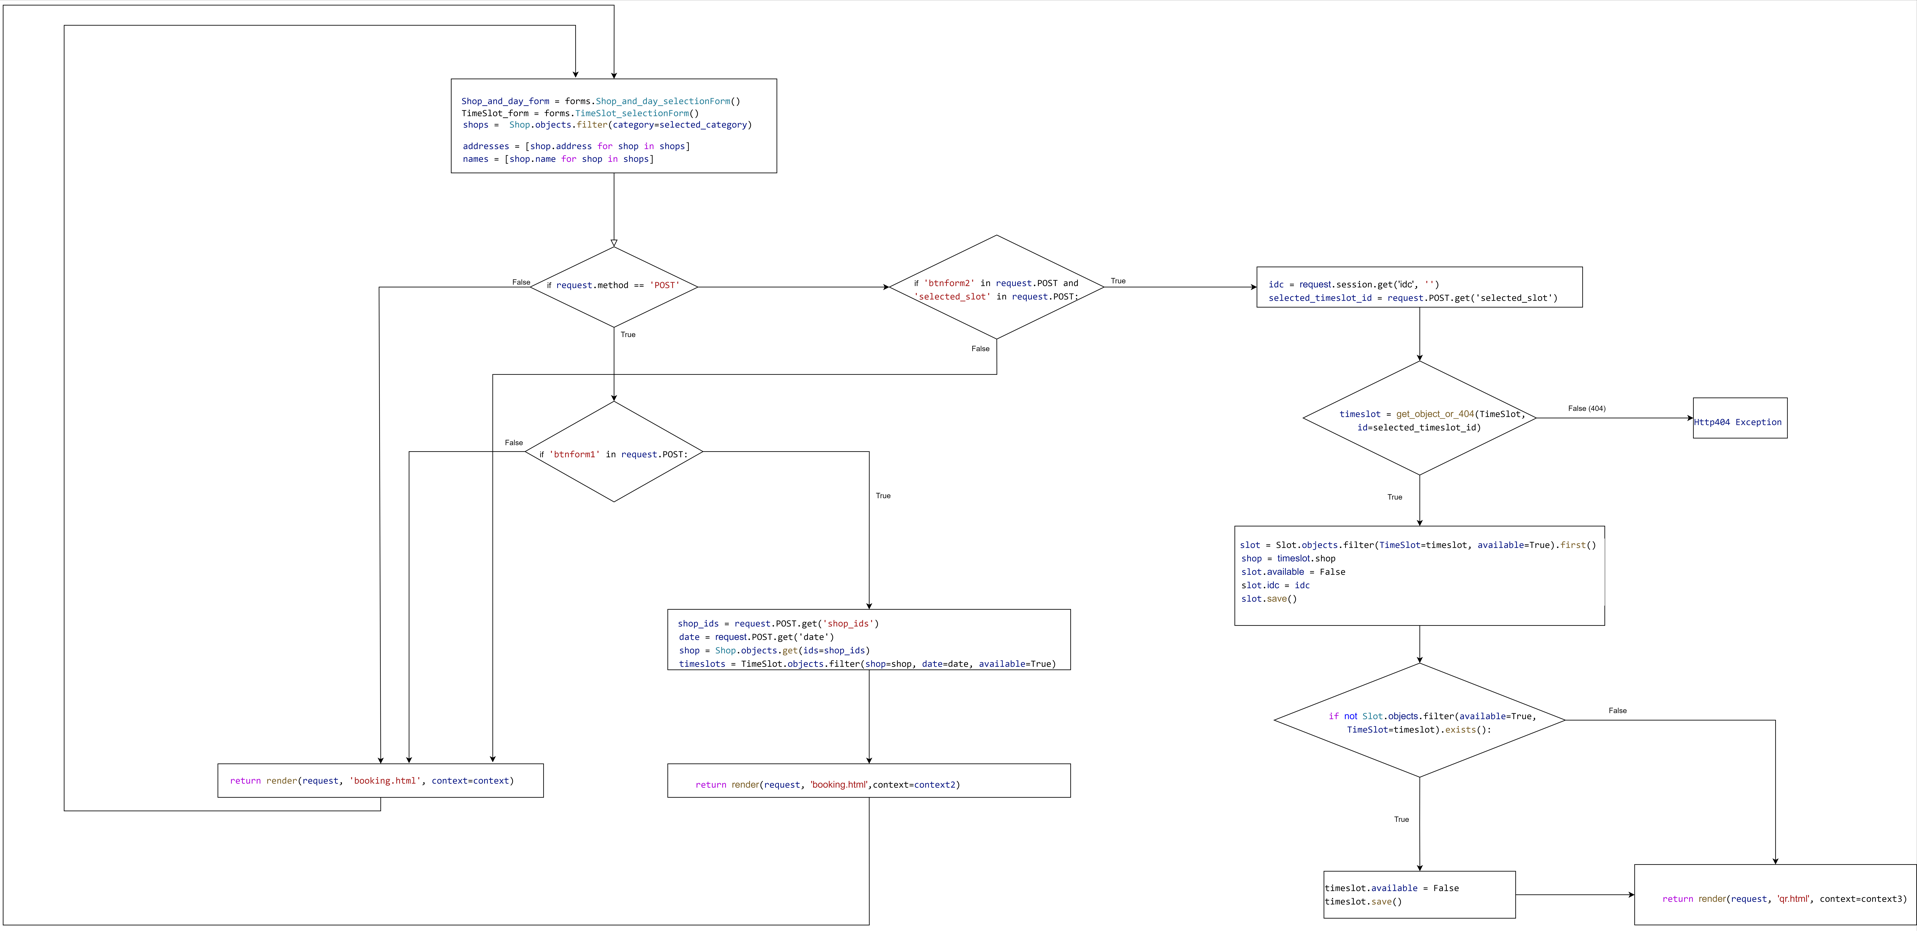 Shop_and_day_form = forms.Shop_and_day_selectionForm()
TimeSlot_form = forms.TimeSlot_selectionForm()
shops =  Shop.objects.filter(category=selected_category)
addresses = [shop.address for shop in shops]
names = [shop.name for shop in shops]
False
if request.method == 'POST'
True
if 'btnform2' in request.POST and
'selected_slot' in request.POST:
True
False
idc = request.session.get('idc', '')
selected_timeslot_id = request.POST.get('selected_slot')
timeslot = get_object_or_404(TimeSlot,
id=selected_timeslot_id)
False (404)
Http404 Exception
True
False
if 'btnform1' in request.POST:
True
slot = Slot.objects.filter(TimeSlot=timeslot, available=True).first()
shop = timeslot.shop
slot.available = False
slot.idc = idc
slot.save()
shop_ids = request.POST.get('shop_ids')
date = request.POST.get('date')
shop = Shop.objects.get(ids=shop_ids)
timeslots = TimeSlot.objects.filter(shop=shop, date=date, available=True)
if not Slot.objects.filter(available=True,
TimeSlot=timeslot).exists():
False
True
return render(request, 'booking.html', context=context)
return render(request, 'booking.html',context=context2)
timeslot.available = False
timeslot.save()
return render(request, 'qr.html', context=context3)